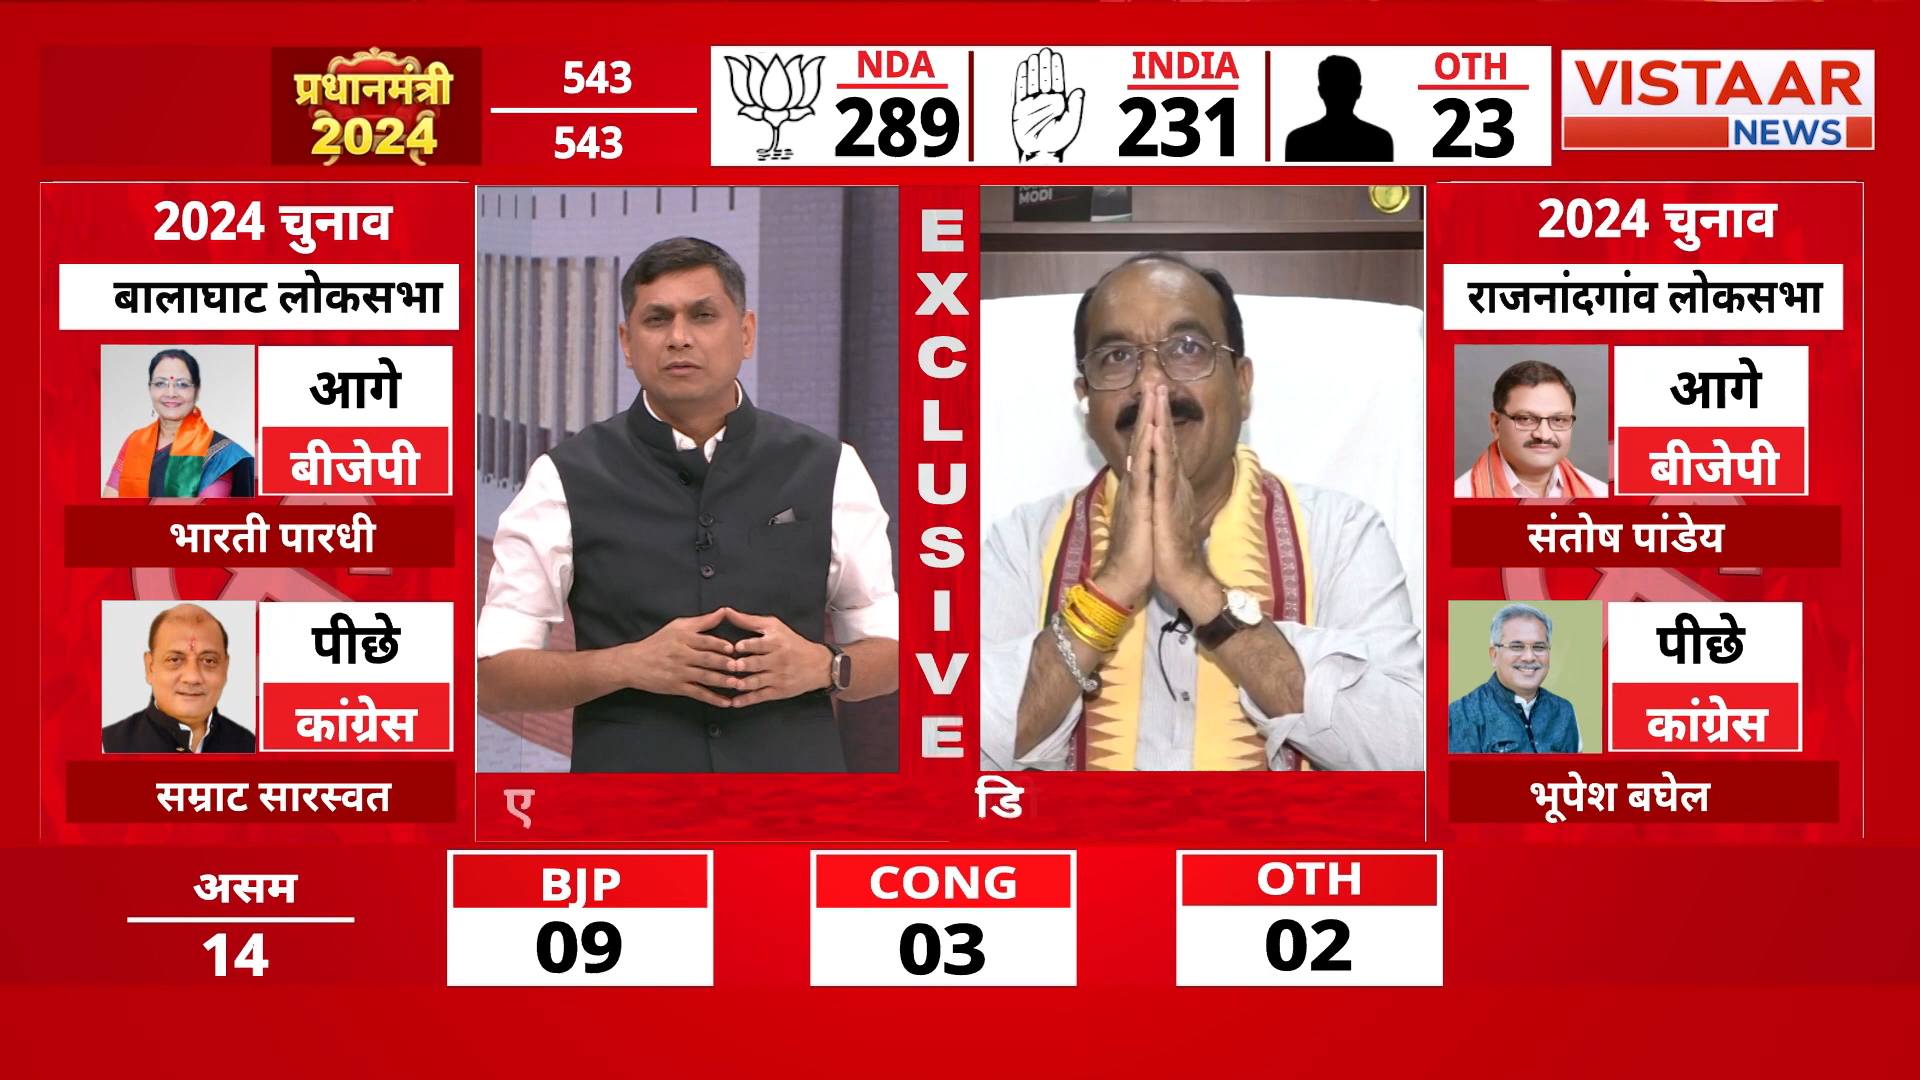 प्रधानमंत्री
2024
543
543
NDA
289
INDIA
231
OTH
23
VISTAAR
NEWS
2024 चुनाव
बालाघाट लोकसभा
आगे
बीजेपी
भारती पारधी
पीछे
कांग्रेस
सम्राट सारस्वत
EXCLUSIVE
MODI
ए
डि
2024 चुनाव
राजनांदगांव लोकसभा
आगे
बीजेपी
संतोष पांडेय
पीछे
कांग्रेस
भूपेश बघेल
असम
14
BJP
09
CONG
03
OTH
02